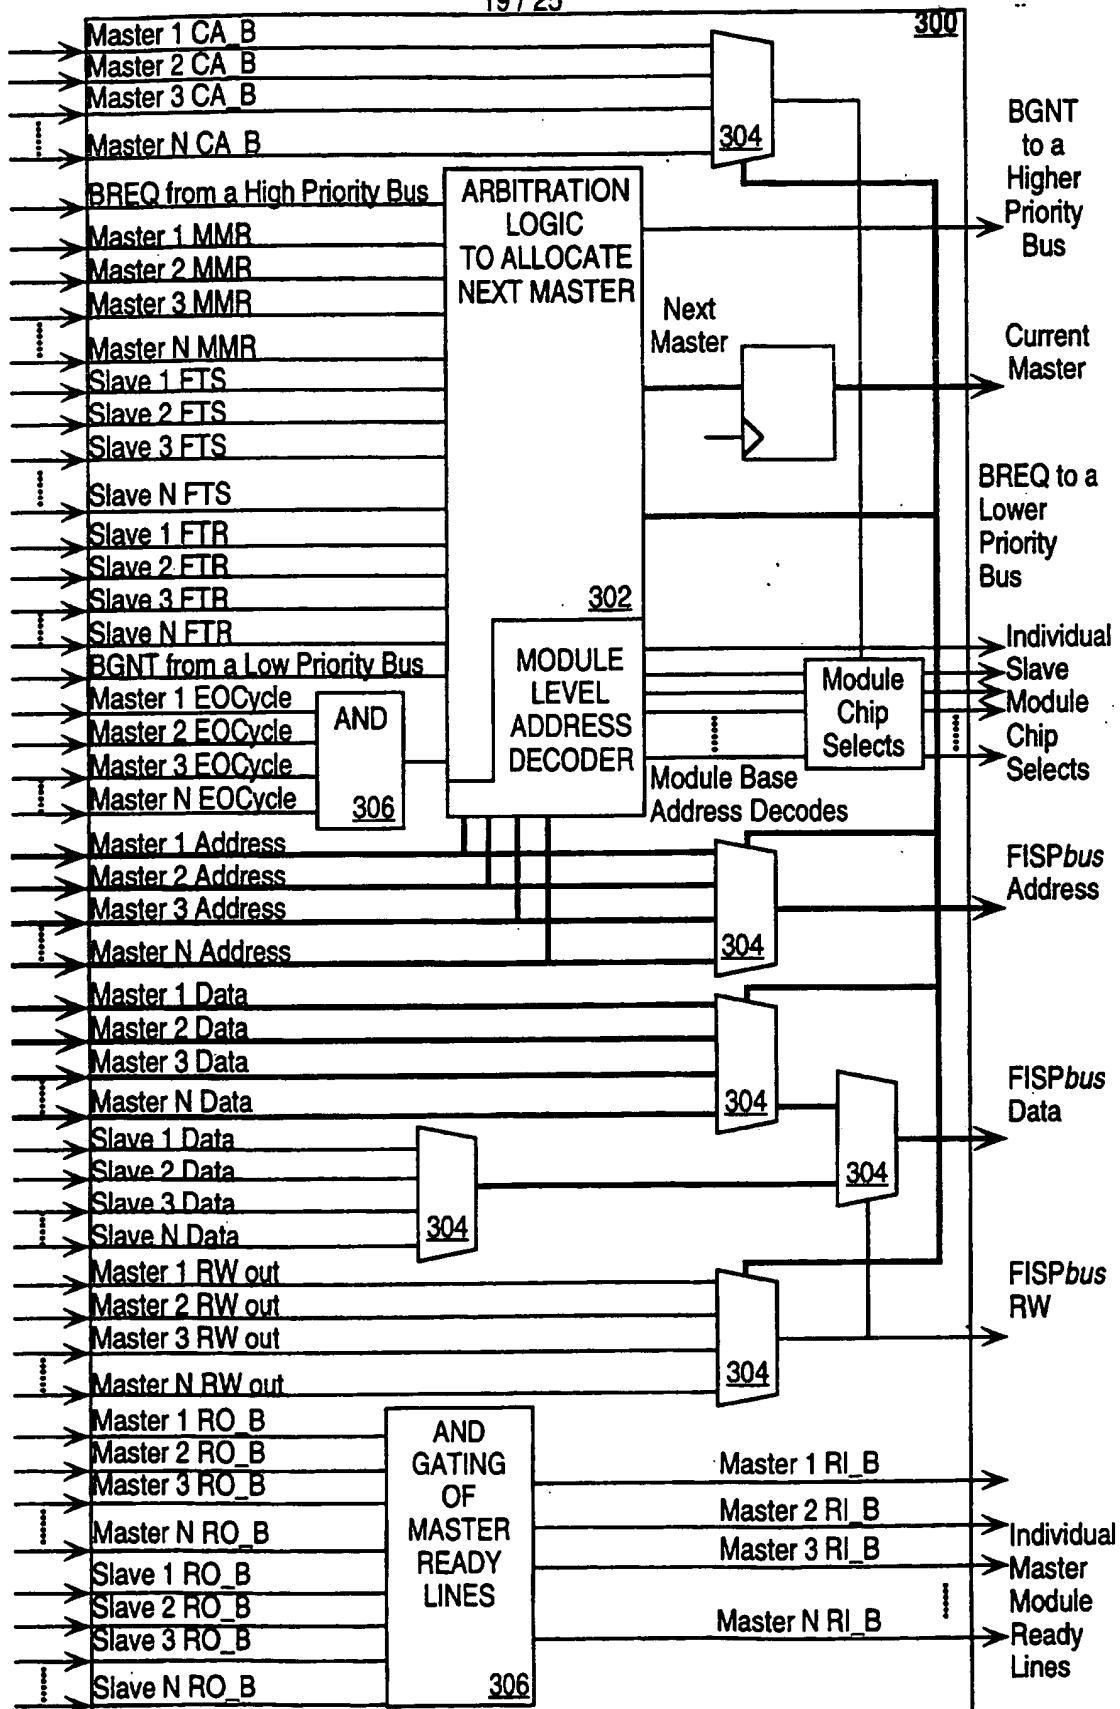 19 / 25
300
Master 1 CA_B
Master 2 CA_B
Master 3 CA_B
Master N CA_B
304
BGNT
to a
Higher
Priority
Bus
BREQ from a High Priority Bus
Master 1 MMR
Master 2 MMR
Master 3 MMR
Master N MMR
Slave 1 FTS
Slave 2 FTS
Slave 3 FTS
Slave N FTS
Slave 1 FTR
Slave 2 FTR
Slave 3 FTR
Slave N FTR
BGNT from a Low Priority Bus
ARBITRATION
LOGIC
TO ALLOCATE
NEXT MASTER
302
Next
Master
Current
Master
BREQ to a
Lower
Priority
Bus
MODULE
LEVEL
ADDRESS
DECODER
Module
Chip
Selects
Individual
Slave
Module
Chip
Selects
Module Base
Address Decodes
Master 1 EOCycle
Master 2 EOCycle
Master 3 EOCycle
Master N EOCycle
AND
306
Master 1 Address
Master 2 Address
Master 3 Address
Master N Address
304
FISPbus
Address
Master 1 Data
Master 2 Data
Master 3 Data
Master N Data
304
Slave 1 Data
Slave 2 Data
Slave 3 Data
Slave N Data
304
304
FISPbus
Data
Master 1 RW out
Master 2 RW out
Master 3 RW out
Master N RW out
304
FISPbus
RW
Master 1 RO_B
Master 2 RO_B
Master 3 RO_B
Master N RO_B
Slave 1 RO_B
Slave 2 RO_B
Slave 3 RO_B
Slave N RO_B
AND
GATING
OF
MASTER
READY
LINES
306
Master 1 RI_B
Master 2 RI_B
Master 3 RI_B
Master N RI_B
Individual
Master
Module
Ready
Lines